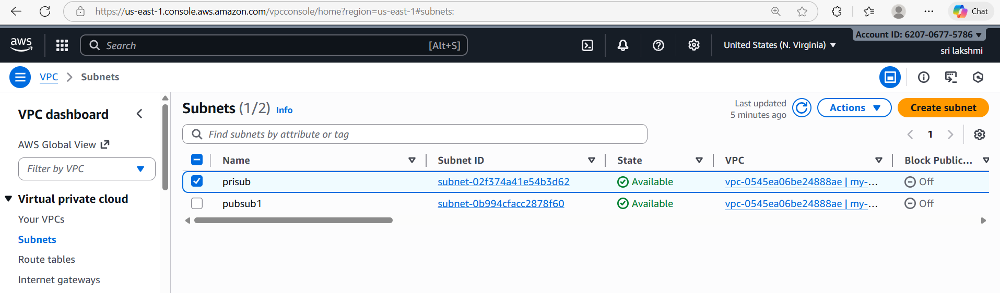 https://us-east-1.console.aws.amazon.com/vpcconsole/home?region=us-east-1#subnets:
Chat
aws
Search
[Alt+S]
United States (N. Virginia)
Account ID: 6207-0677-5786
sri lakshmi
VPC > Subnets
VPC dashboard
AWS Global View
Filter by VPC
Virtual private cloud
Your VPCs
Subnets
Route tables
Internet gateways
Subnets (1/2) Info
Last updated
5 minutes ago
Actions
Create subnet
Find subnets by attribute or tag
1
Name Subnet ID State VPC Block Public...
prisub subnet-02f374a41e54b3d62 Available vpc-0545ea06be24888ae | my-... Off
pubsub1 subnet-0b994cfacc2878f60 Available vpc-0545ea06be24888ae | my-... Off